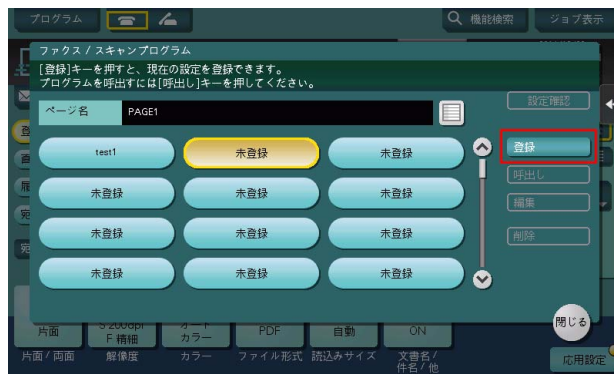 プログラム
機能検索
ジョブ表示
ファクス / スキャンプログラム
[登録]キーを押すと、現在の設定を登録できます。
プログラムを呼出すには[呼出し]キーを押してください。
ページ名
PAGE1
設定確認
test1
未登録
未登録
登録
未登録
未登録
未登録
呼出し
編集
未登録
未登録
未登録
削除
未登録
未登録
未登録
閉じる
片面
F 精細
カラー
PDF
自動
ON
片面 / 両面
解像度
カラー
ファイル形式
読込みサイズ
文書名 /
件名 / 他
応用設定